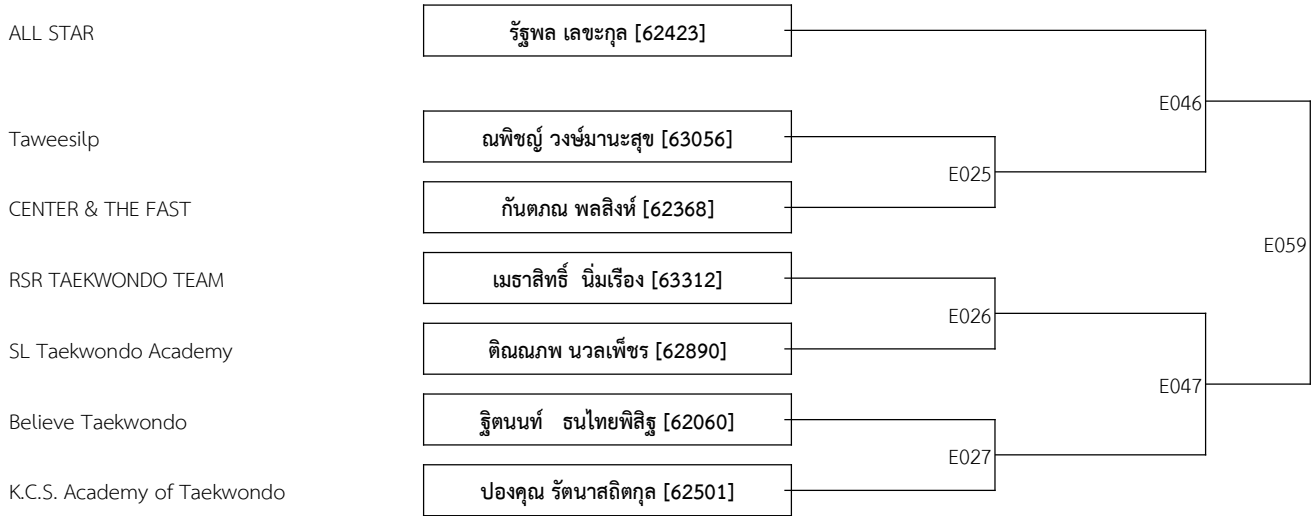 ALL STAR
รัฐพล เลขะกุล [62423]
E046
Taweesilp
ณพิชญ์ วงษ์มานะสุข [63056]
E025
CENTER & THE FAST
กันตภณ พลสิงห์ [62368]
E059
RSR TAEKWONDO TEAM
เมธาสิทธิ์  นิ่มเรือง [63312]
E026
SL Taekwondo Academy
ติณณภพ นวลเพ็ชร [62890]
E047
Believe Taekwondo
ฐิตนนท์   ธนไทยพิสิฐ [62060]
E027
K.C.S. Academy of Taekwondo
ปองคุณ รัตนาสถิตกุล [62501]